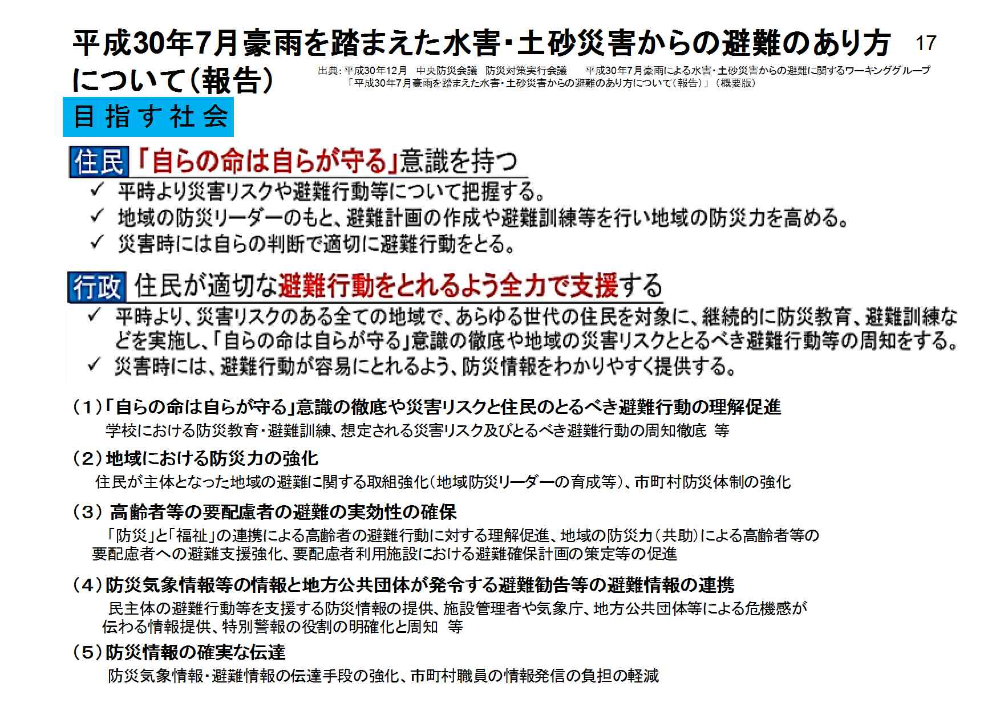 平成30年7月豪雨を踏まえた水害・土砂災害からの避難のあり方
17
について（報告）
出典：平成30年12月　中央防災会議　防災対策実行会議　　平成30年7月豪雨による水害・土砂災害からの避難に関するワーキンググループ
「平成30年7月豪雨を踏まえた水害・土砂災害からの避難のあり方について（報告）」（概要版）
目指す社会
住民 「自らの命は自らが守る」意識を持つ
✓ 平時より災害リスクや避難行動等について把握する。
✓ 地域の防災リーダーのもと、避難計画の作成や避難訓練等を行い地域の防災力を高める。
✓ 災害時には自らの判断で適切に避難行動をとる。
行政 住民が適切な避難行動をとれるよう全力で支援する
✓ 平時より、災害リスクのある全ての地域で、あらゆる世代の住民を対象に、継続的に防災教育、避難訓練な
どを実施し、「自らの命は自らが守る」意識の徹底や地域の災害リスクととるべき避難行動等の周知をする。
✓ 災害時には、避難行動が容易にとれるよう、防災情報をわかりやすく提供する。
（１）「自らの命は自らが守る」意識の徹底や災害リスクと住民のとるべき避難行動の理解促進
学校における防災教育・避難訓練、想定される災害リスク及びとるべき避難行動の周知徹底 等
（２）地域における防災力の強化
住民が主体となった地域の避難に関する取組強化（地域防災リーダーの育成等）、市町村防災体制の強化
（３） 高齢者等の要配慮者の避難の実効性の確保
「防災」と「福祉」の連携による高齢者の避難行動に対する理解促進、地域の防災力（共助）による高齢者等の
要配慮者への避難支援強化、要配慮者利用施設における避難確保計画の策定等の促進
（４）防災気象情報等の情報と地方公共団体が発令する避難勧告等の避難情報の連携
民主体の避難行動等を支援する防災情報の提供、施設管理者や気象庁、地方公共団体等による危機感が
伝わる情報提供、特別警報の役割の明確化と周知　等
（５）防災情報の確実な伝達
防災気象情報・避難情報の伝達手段の強化、市町村職員の情報発信の負担の軽減